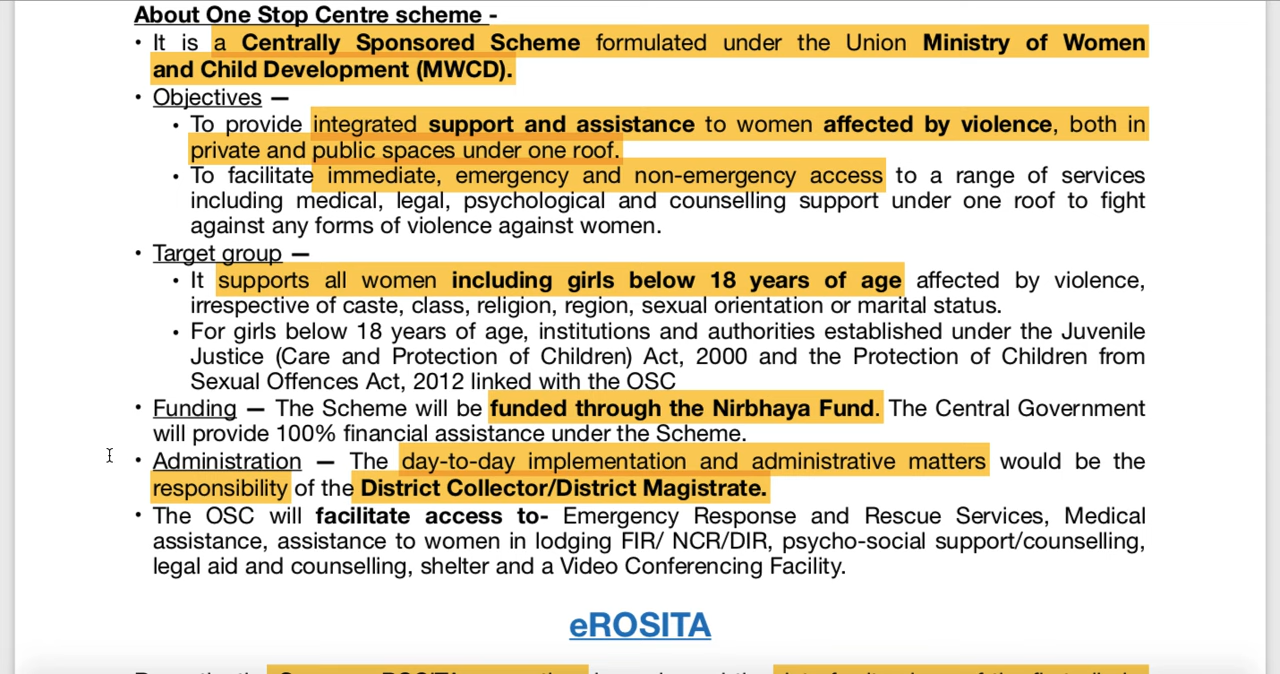 About One Stop Centre scheme -
• It is a Centrally Sponsored Scheme formulated under the Union Ministry of Women
and Child Development (MWCD).
• Objectives —
• To provide integrated support and assistance to women affected by violence, both in
private and public spaces under one roof.
• To facilitate immediate, emergency and non-emergency access to a range of services
including medical, legal, psychological and counselling support under one roof to fight
against any forms of violence against women.
• Target group —
• It supports all women including girls below 18 years of age affected by violence,
irrespective of caste, class, religion, region, sexual orientation or marital status.
• For girls below 18 years of age, institutions and authorities established under the Juvenile
Justice (Care and Protection of Children) Act, 2000 and the Protection of Children from
Sexual Offences Act, 2012 linked with the OSC
• Funding — The Scheme will be funded through the Nirbhaya Fund. The Central Government
will provide 100% financial assistance under the Scheme.
• Administration — The day-to-day implementation and administrative matters would be the
responsibility of the District Collector/District Magistrate.
• The OSC will facilitate access to- Emergency Response and Rescue Services, Medical
assistance, assistance to women in lodging FIR/ NCR/DIR, psycho-social support/counselling,
legal aid and counselling, shelter and a Video Conferencing Facility.
eROSITA